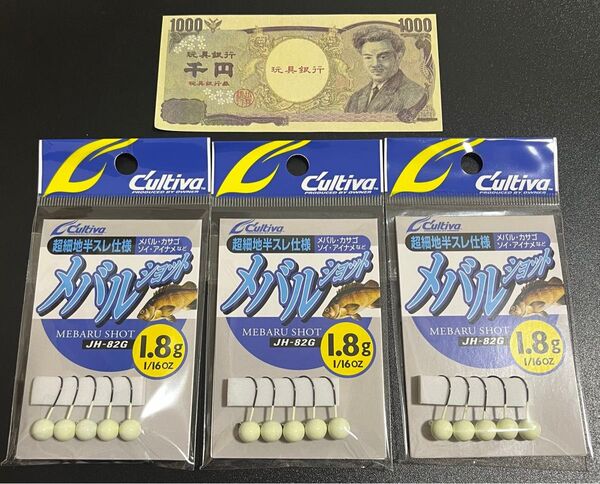 1000
1000
玩具銀行
千円
玩具銀行券
玩具銀行
Cultiva
PRODUCED BY OWNER
Cultiva
超細地半スレ仕様
メバル・カサゴ
ソイ・アイナメなど
メバルショット
MEBARU SHOT
JH-82G
1.8g
1/16OZ
Cultiva
PRODUCED BY OWNER
Cultiva
超細地半スレ仕様
メバル・カサゴ
ソイ・アイナメなど
メバルショット
MEBARU SHOT
JH-82G
1.8g
1/16OZ
Cultiva
PRODUCED BY OWNER
Cultiva
超細地半スレ仕様
メバル・カサゴ
ソイ・アイナメなど
メバルショット
MEBARU SHOT
JH-82G
1.8g
1/16OZ